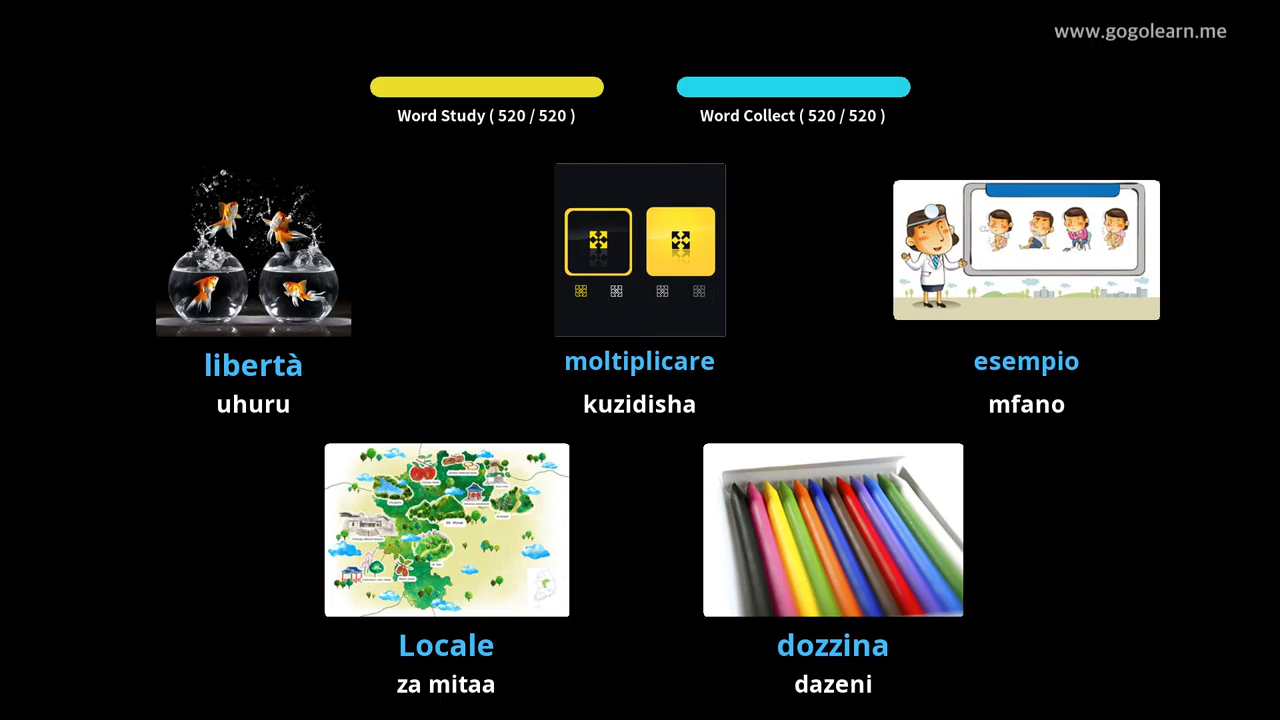 www.gogolearn.me
Word Study ( 520 / 520 )
Word Collect ( 520 / 520 )
libertà
moltiplicare
esempio
uhuru
kuzidisha
mfano
Locale
dozzina
za mitaa
dazeni